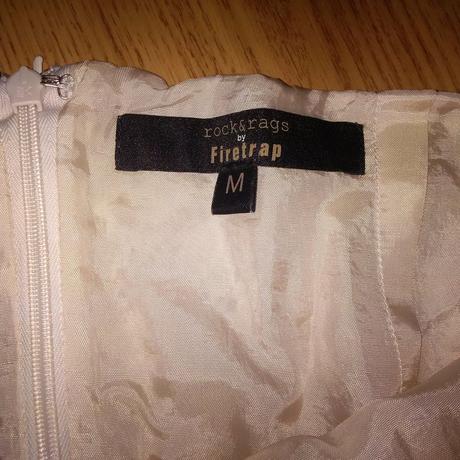 rock&rags
by
Firetrap
M